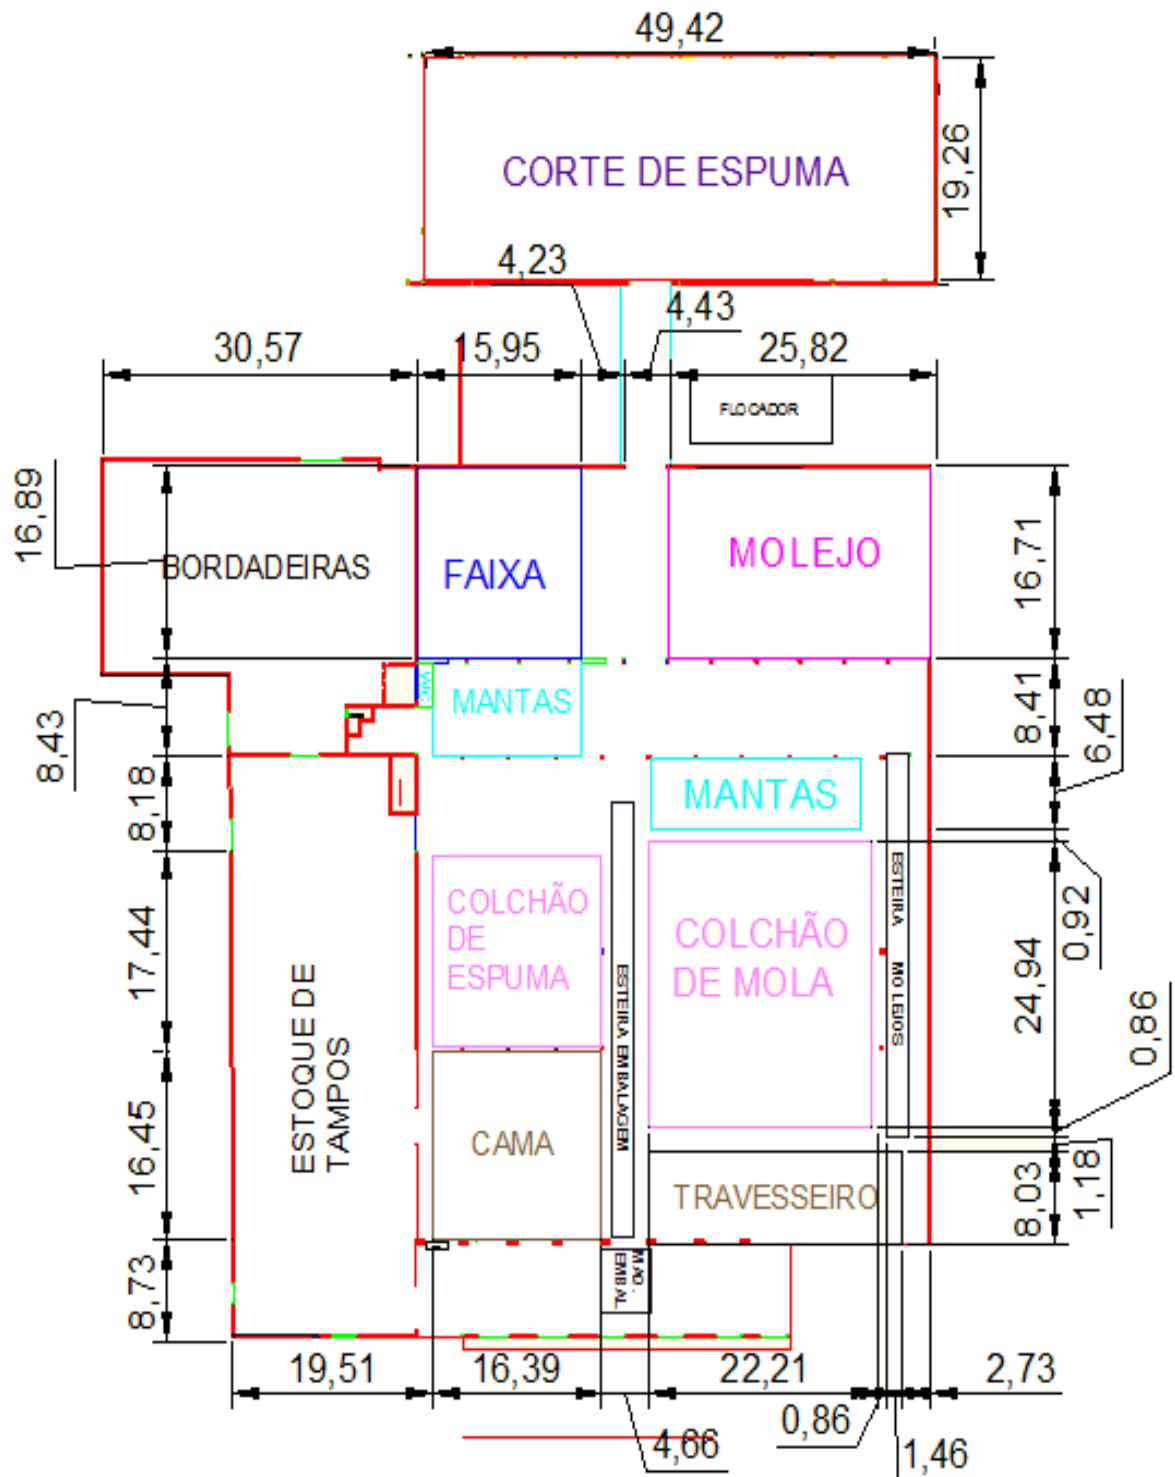 49,42
CORTE DE ESPUMA
19,26
4,23
4,43
30,57
15,95
25,82
FLOCADOR
16,89
BORDADEIRAS
FAIXA
MOLEJO
16,71
WC
MANTAS
8,43
8,41
6,48
8,18
MANTAS
ESTEIRA MOLEJOS
0,92
COLCHÃO
DE
ESPUMA
17,44
COLCHÃO
DE MOLA
24,94
ESTEIRA EMBALAGEM
0,86
ESTOQUE DE
TAMPOS
16,45
CAMA
TRAVESSEIRO
8,03
1,18
8,73
MAQ.
EMBAL.
19,51
16,39
22,21
2,73
4,66
0,86
1,46